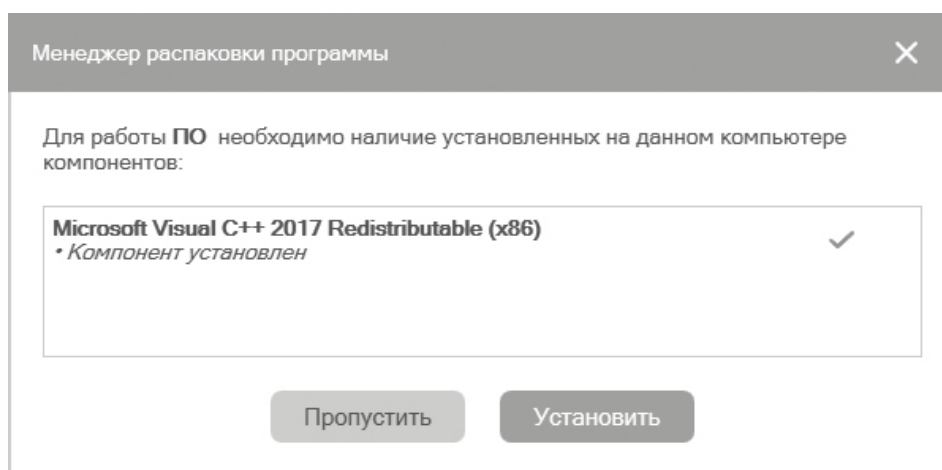 Менеджер распаковки программы
Для работы ПО необходимо наличие установленных на данном компьютере
компонентов:
Microsoft Visual C++ 2017 Redistributable (x86)
• Компонент установлен
Пропустить
Установить